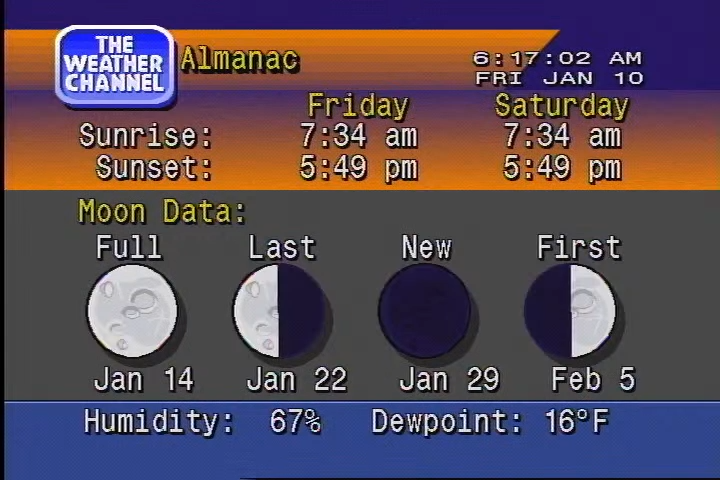 THE
WEATHER
CHANNEL
Almanac
6:17:02 AM
FRI JAN 10
Friday Saturday
Sunrise: 7:34 am 7:34 am
Sunset: 5:49 pm 5:49 pm
Moon Data:
Full Last New First
Jan 14 Jan 22 Jan 29 Feb 5
Humidity: 67% Dewpoint: 16°F